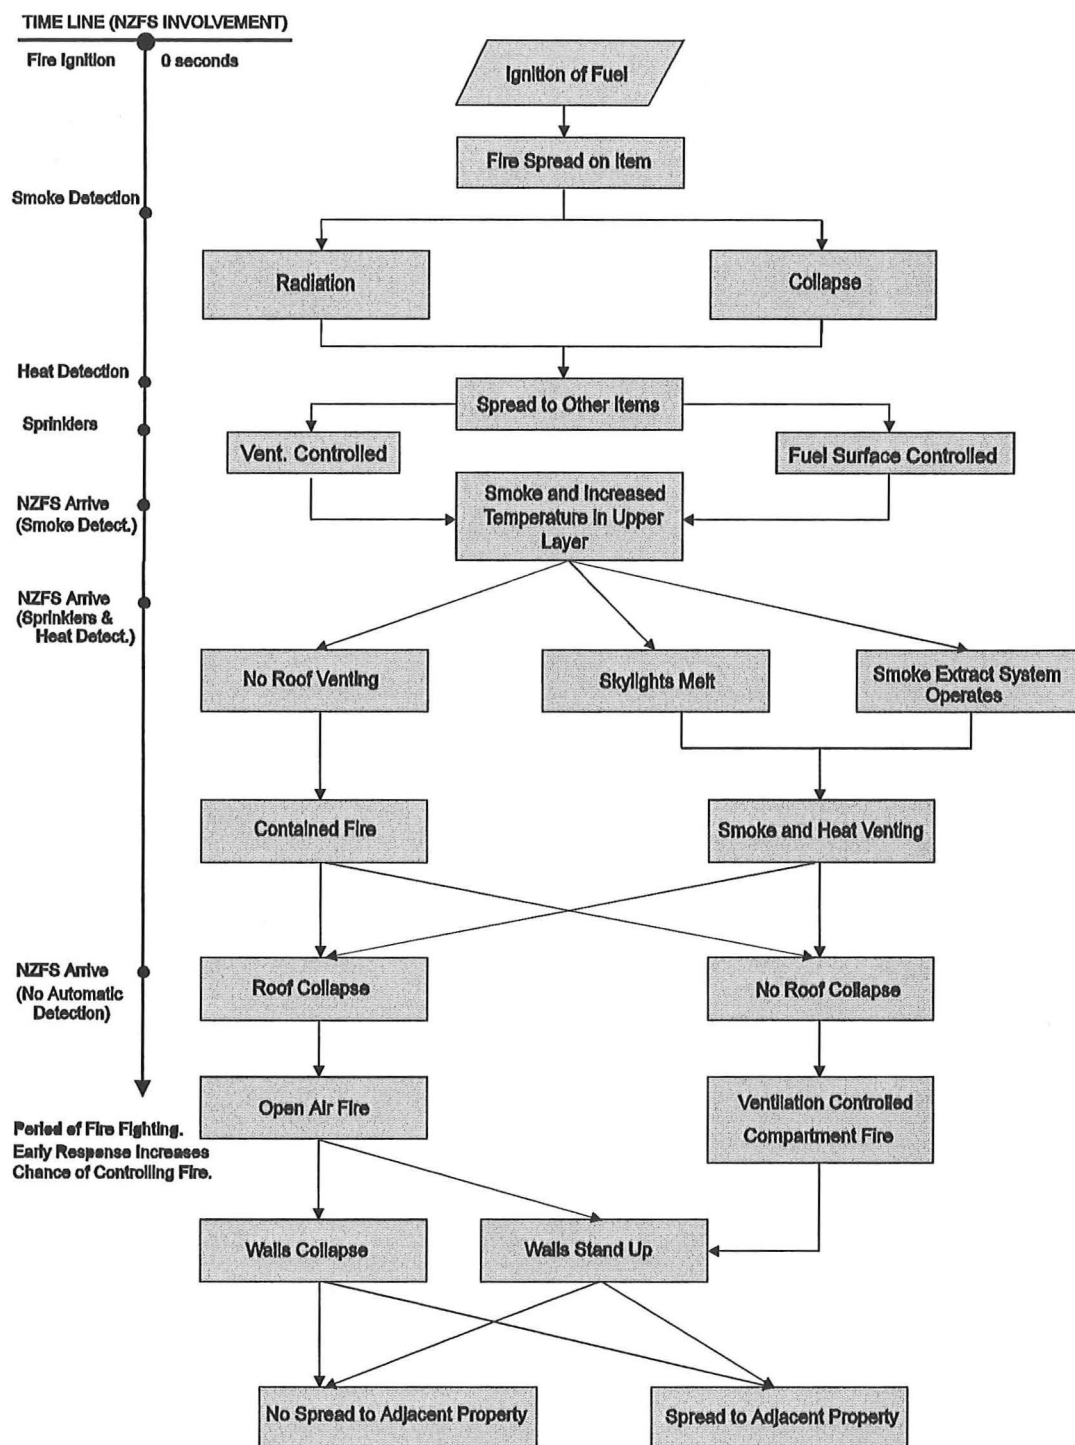 TIME LINE (NZFS INVOLVEMENT)
Fire Ignition
0 seconds
Smoke Detection
Heat Detection
Sprinklers
NZFS Arrive
(Smoke Detect.)
NZFS Arrive
(Sprinklers &
Heat Detect.)
NZFS Arrive
(No Automatic
Detection)
Period of Fire Fighting.
Early Response Increases
Chance of Controlling Fire.
Ignition of Fuel
Fire Spread on Item
Radiation
Collapse
Spread to Other Items
Vent. Controlled
Fuel Surface Controlled
Smoke and Increased
Temperature in Upper
Layer
No Roof Venting
Skylights Melt
Smoke Extract System
Operates
Contained Fire
Smoke and Heat Venting
Roof Collapse
No Roof Collapse
Open Air Fire
Ventilation Controlled
Compartment Fire
Walls Collapse
Walls Stand Up
No Spread to Adjacent Property
Spread to Adjacent Property